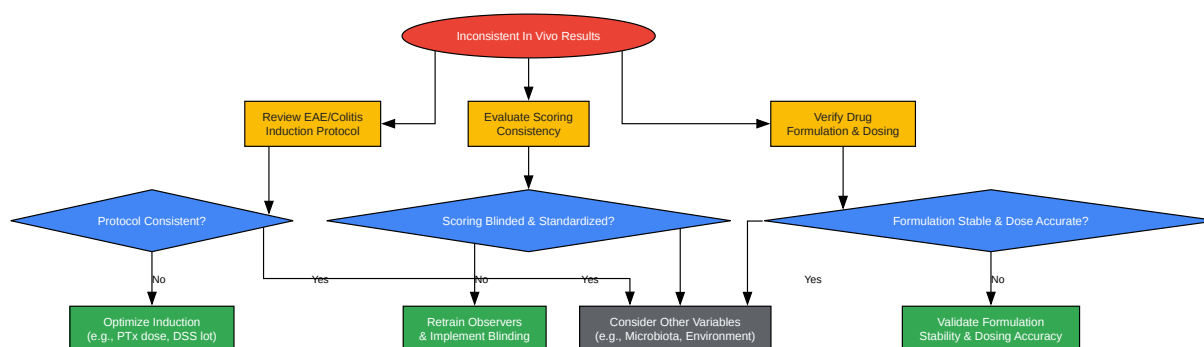 Inconsistent In Vivo Results
Review EAE/Colitis
Induction Protocol
Evaluate Scoring
Consistency
Verify Drug
Formulation & Dosing
Protocol Consistent?
Scoring Blinded & Standardized?
Formulation Stable & Dose Accurate?
No
Yes
No
Yes
Yes
No
Optimize Induction
(e.g., PTx dose, DSS lot)
Retrain Observers
& Implement Blinding
Consider Other Variables
(e.g., Microbiota, Environment)
Validate Formulation
Stability & Dosing Accuracy